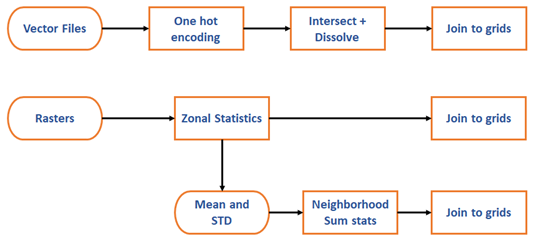 Vector Files
One hot
encoding
Intersect +
Dissolve
Join to grids
Rasters
Zonal Statistics
Join to grids
Mean and
STD
Neighborhood
Sum stats
Join to grids